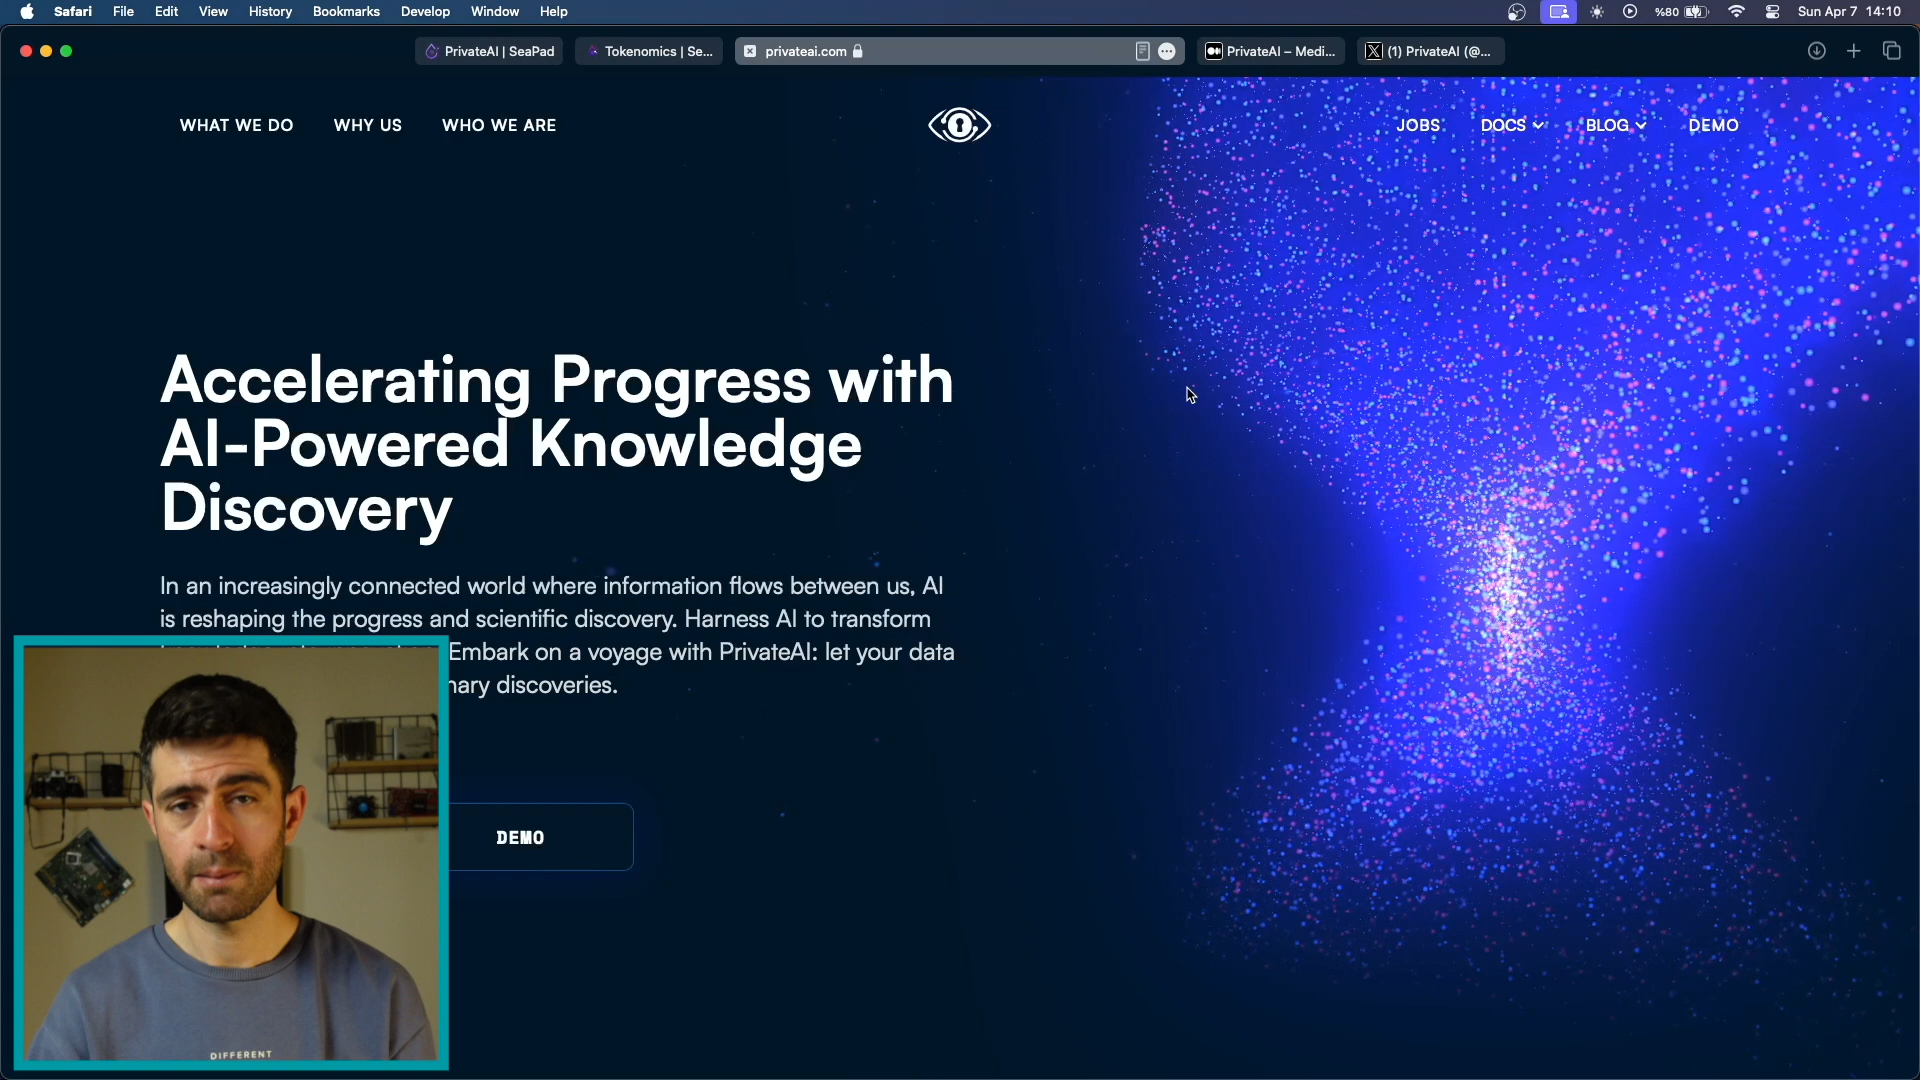 Safari File Edit View History Bookmarks Develop Window Help %80 Sun Apr 7 14:10
PrivateAI | SeaPad Tokenomics | Se... privateai.com PrivateAI – Medi... (1) PrivateAI (@...
WHAT WE DO WHY US WHO WE ARE JOBS DOCS BLOG DEMO
Accelerating Progress with
AI-Powered Knowledge
Discovery
In an increasingly connected world where information flows between us, AI
is reshaping the progress and scientific discovery. Harness AI to transform
Embark on a voyage with PrivateAI: let your data
nary discoveries.
DEMO
DIFFERENT